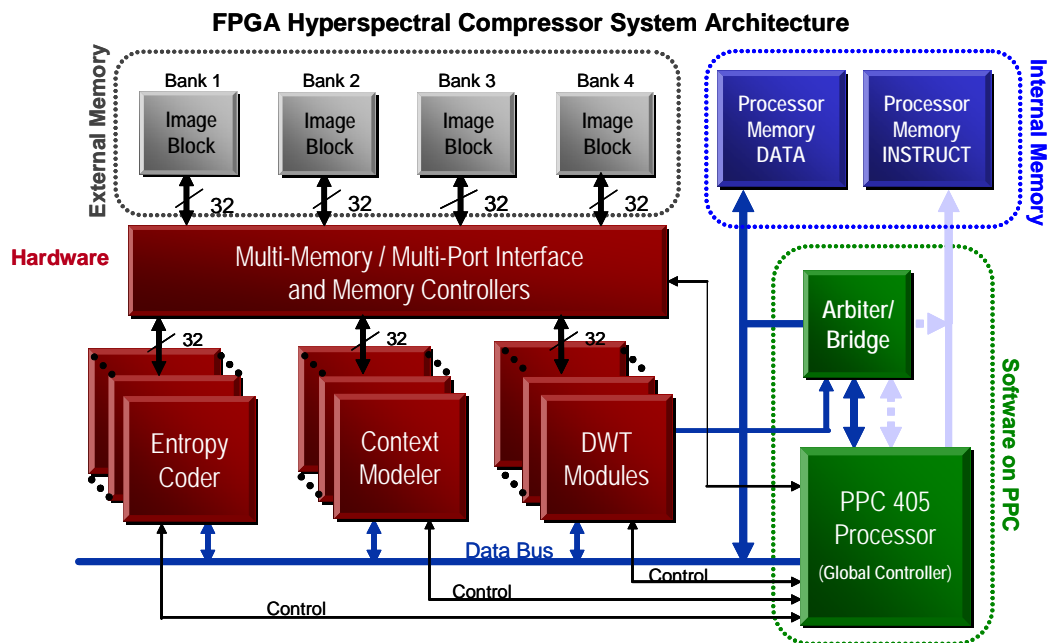 FPGA Hyperspectral Compressor System Architecture
External Memory
Bank 1
Bank 2
Bank 3
Bank 4
Image
Block
Image
Block
Image
Block
Image
Block
32
32
32
32
Internal Memory
Processor
Memory
DATA
Processor
Memory
INSTRUCT
Hardware
Multi-Memory / Multi-Port Interface
and Memory Controllers
32
32
32
Arbiter/
Bridge
Software on PPC
Entropy
Coder
Context
Modeler
DWT
Modules
PPC 405
Processor
(Global Controller)
Data Bus
Control
Control
Control